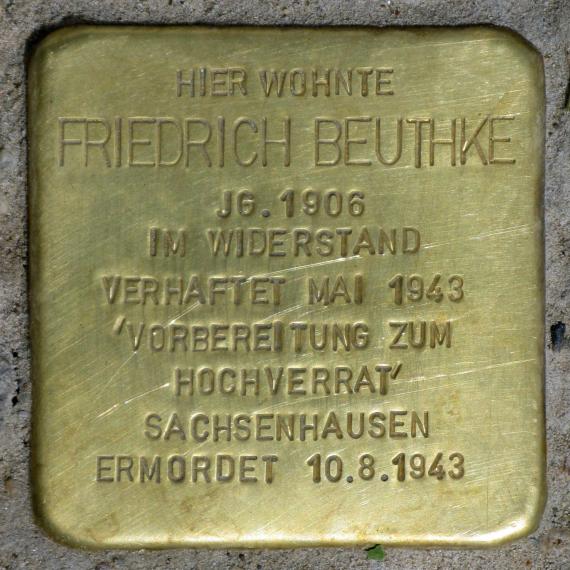 HIER WOHNTE
FRIEDRICH BEUTHKE
JG. 1906
IM WIDERSTAND
VERHAFTET MAI 1943
'VORBEREITUNG ZUM
HOCHVERRAT'
SACHSENHAUSEN
ERMORDET 10.8.1943